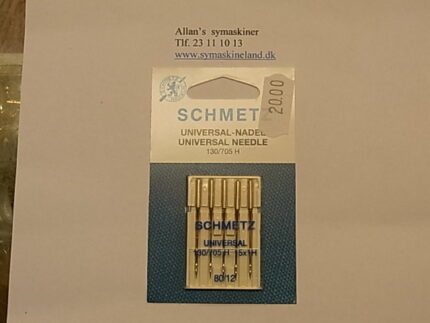 Allan's symaskiner
Tlf. 23 11 10 13
www.symaskineland.dk
20.00
SCHMETZ
UNIVERSAL-NADEL
UNIVERSAL NEEDLE
130/705 H
SCHMETZ
UNIVERSAL
130/705 H 15x1H
80/12